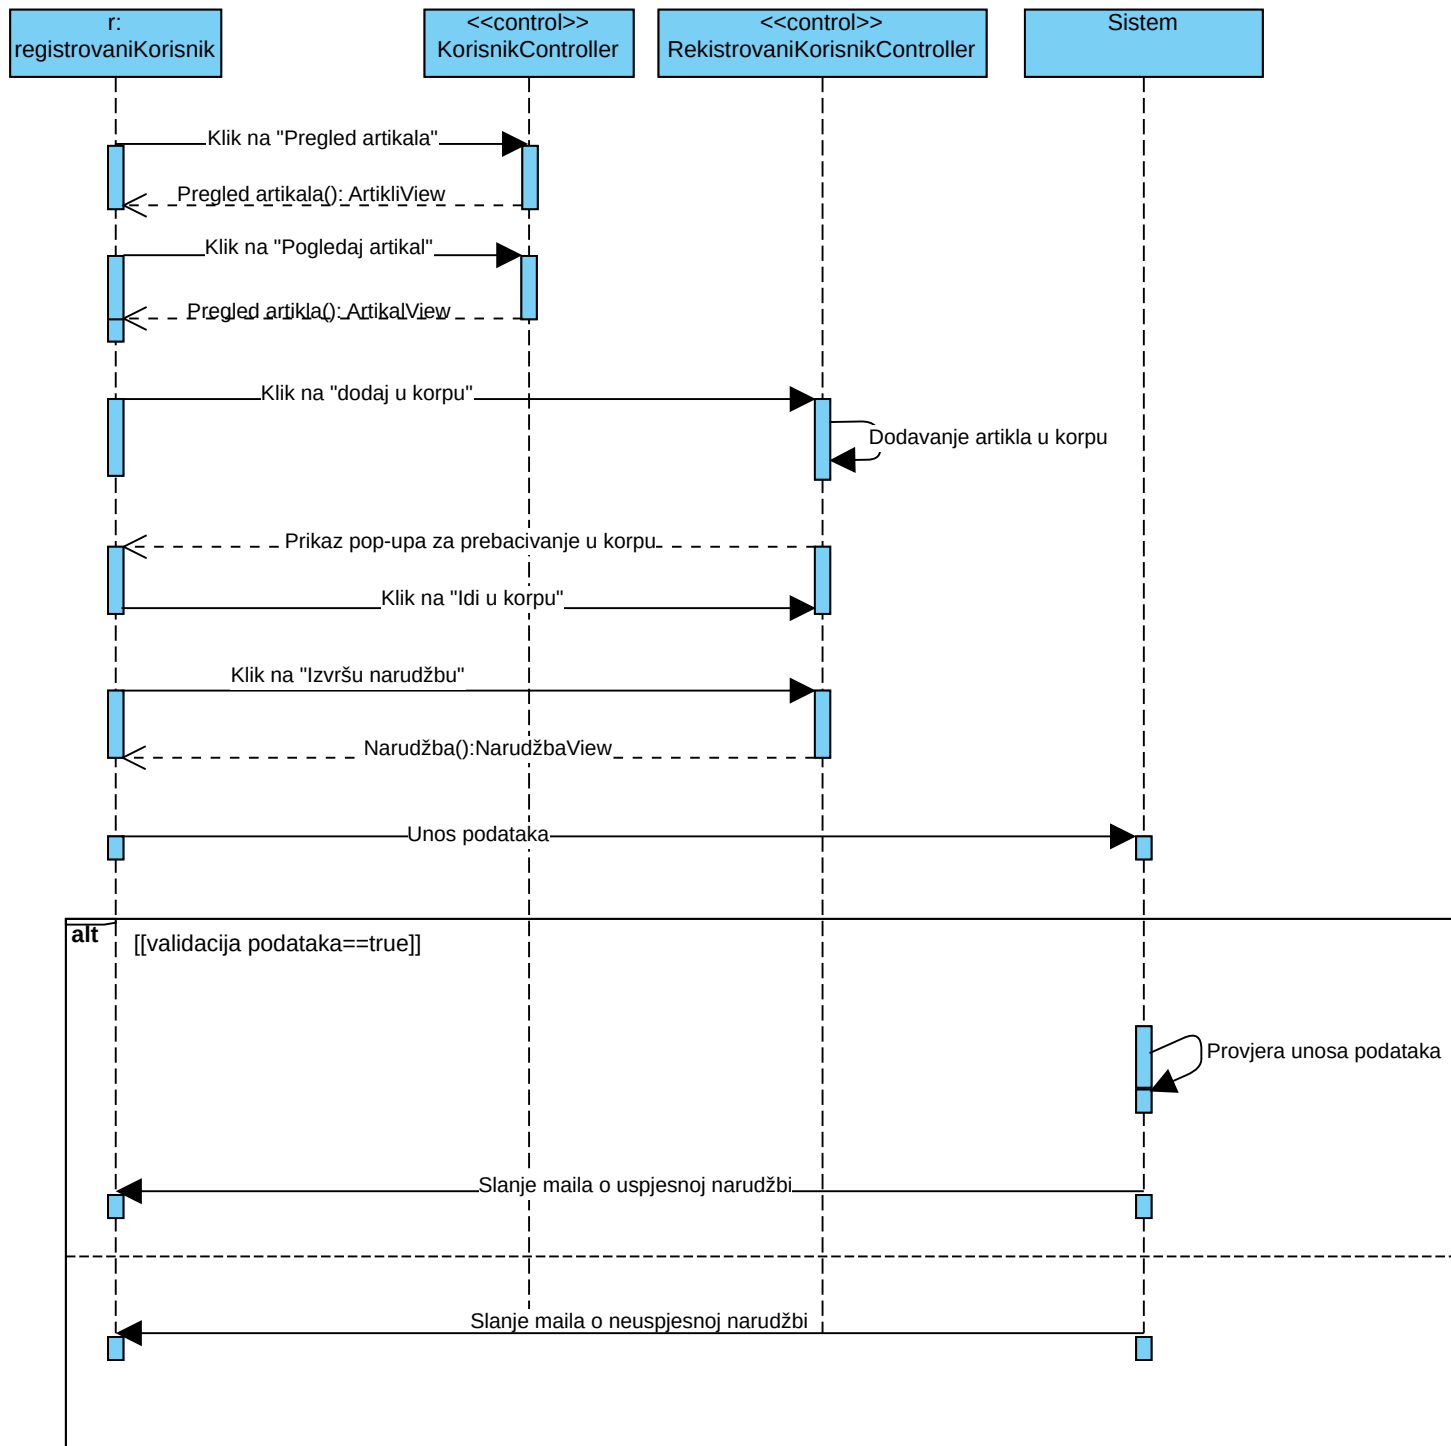 r:
registrovaniKorisnik
<<control>>
KorisnikController
<<control>>
RekistrovaniKorisnikController
Sistem
Klik na "Pregled artikala"
Pregled artikala(): ArtikliView
Klik na "Pogledaj artikal"
Pregled artikla(): ArtikalView
Klik na "dodaj u korpu"
Dodavanje artikla u korpu
Prikaz pop-upa za prebacivanje u korpu
Klik na "Idi u korpu"
Klik na "Izvršu narudžbu"
Narudžba():NarudžbaView
Unos podataka
alt
[[validacija podataka==true]]
Provjera unosa podataka
Slanje maila o uspjesnoj narudžbi
Slanje maila o neuspjesnoj narudžbi